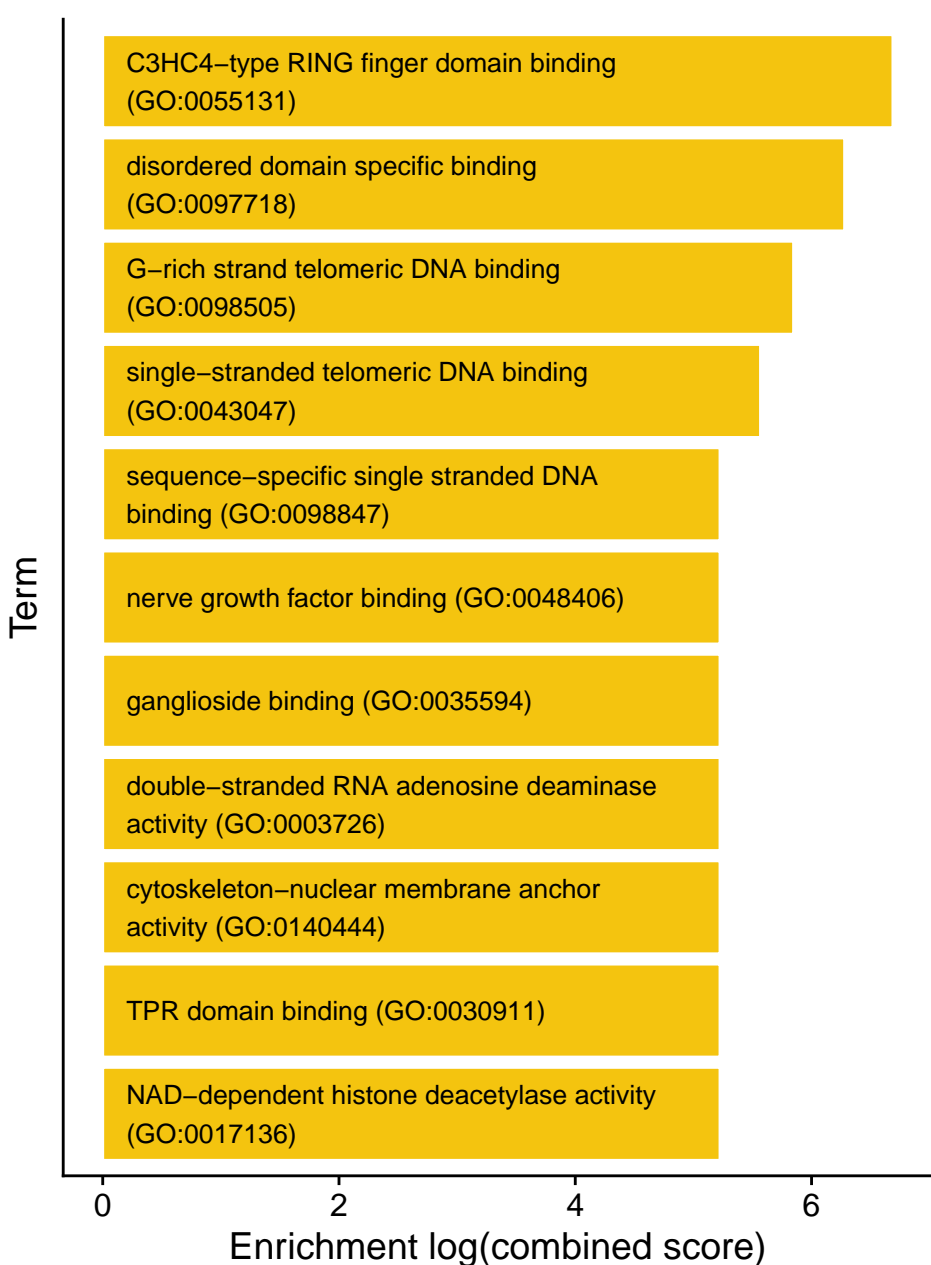 C3HC4−type RING finger domain binding
(GO:0055131)
disordered domain specific binding
(GO:0097718)
G−rich strand telomeric DNA binding
(GO:0098505)
single−stranded telomeric DNA binding
(GO:0043047)
sequence−specific single stranded DNA
binding (GO:0098847)
nerve growth factor binding (GO:0048406)
ganglioside binding (GO:0035594)
double−stranded RNA adenosine deaminase
activity (GO:0003726)
cytoskeleton−nuclear membrane anchor
activity (GO:0140444)
TPR domain binding (GO:0030911)
NAD−dependent histone deacetylase activity
(GO:0017136)
Term
0 2 4 6
Enrichment log(combined score)